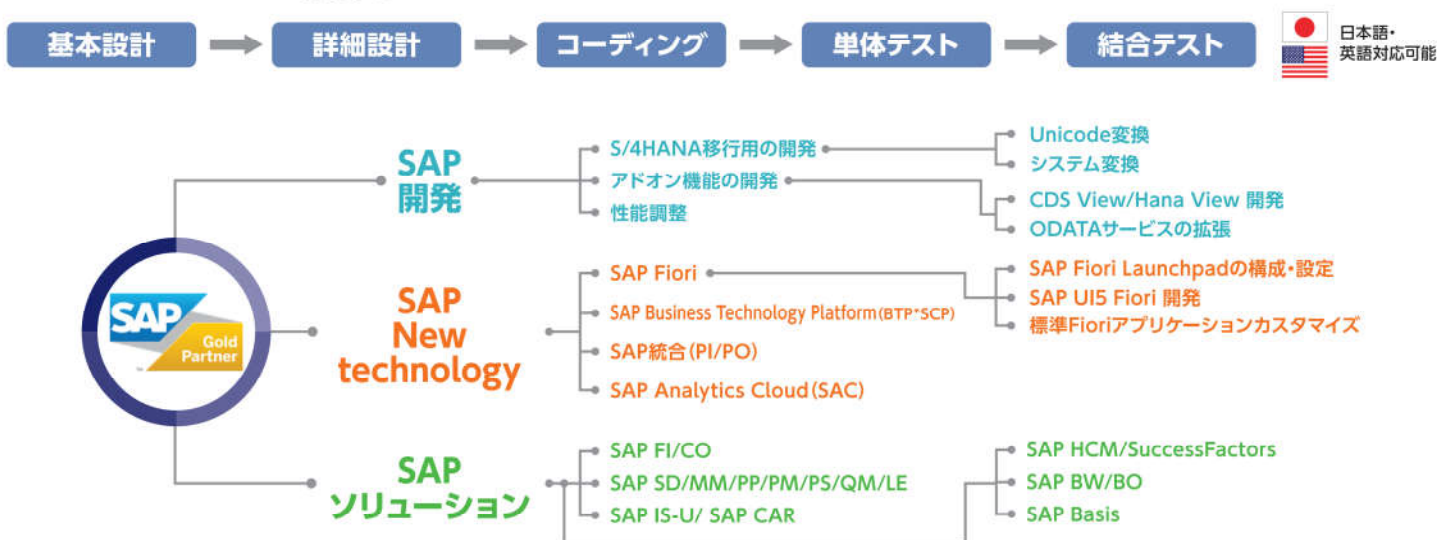 基本設計
詳細設計
コーディング
単体テスト
結合テスト
日本語・
英語対応可能
SAP
開発
S/4HANA移行用の開発
アドオン機能の開発
性能調整
Unicode変換
システム変換
CDS View/Hana View 開発
ODATAサービスの拡張
SAP
Gold
Partner
SAP
New
technology
SAP Fiori
SAP Business Technology Platform(BTP*SCP)
SAP統合(PI/PO)
SAP Analytics Cloud(SAC)
SAP Fiori Launchpadの構成・設定
SAP UI5 Fiori 開発
標準Fioriアプリケーションカスタマイズ
SAP
ソリューション
SAP FI/CO
SAP SD/MM/PP/PM/PS/QM/LE
SAP IS-U/ SAP CAR
SAP HCM/SuccessFactors
SAP BW/BO
SAP Basis